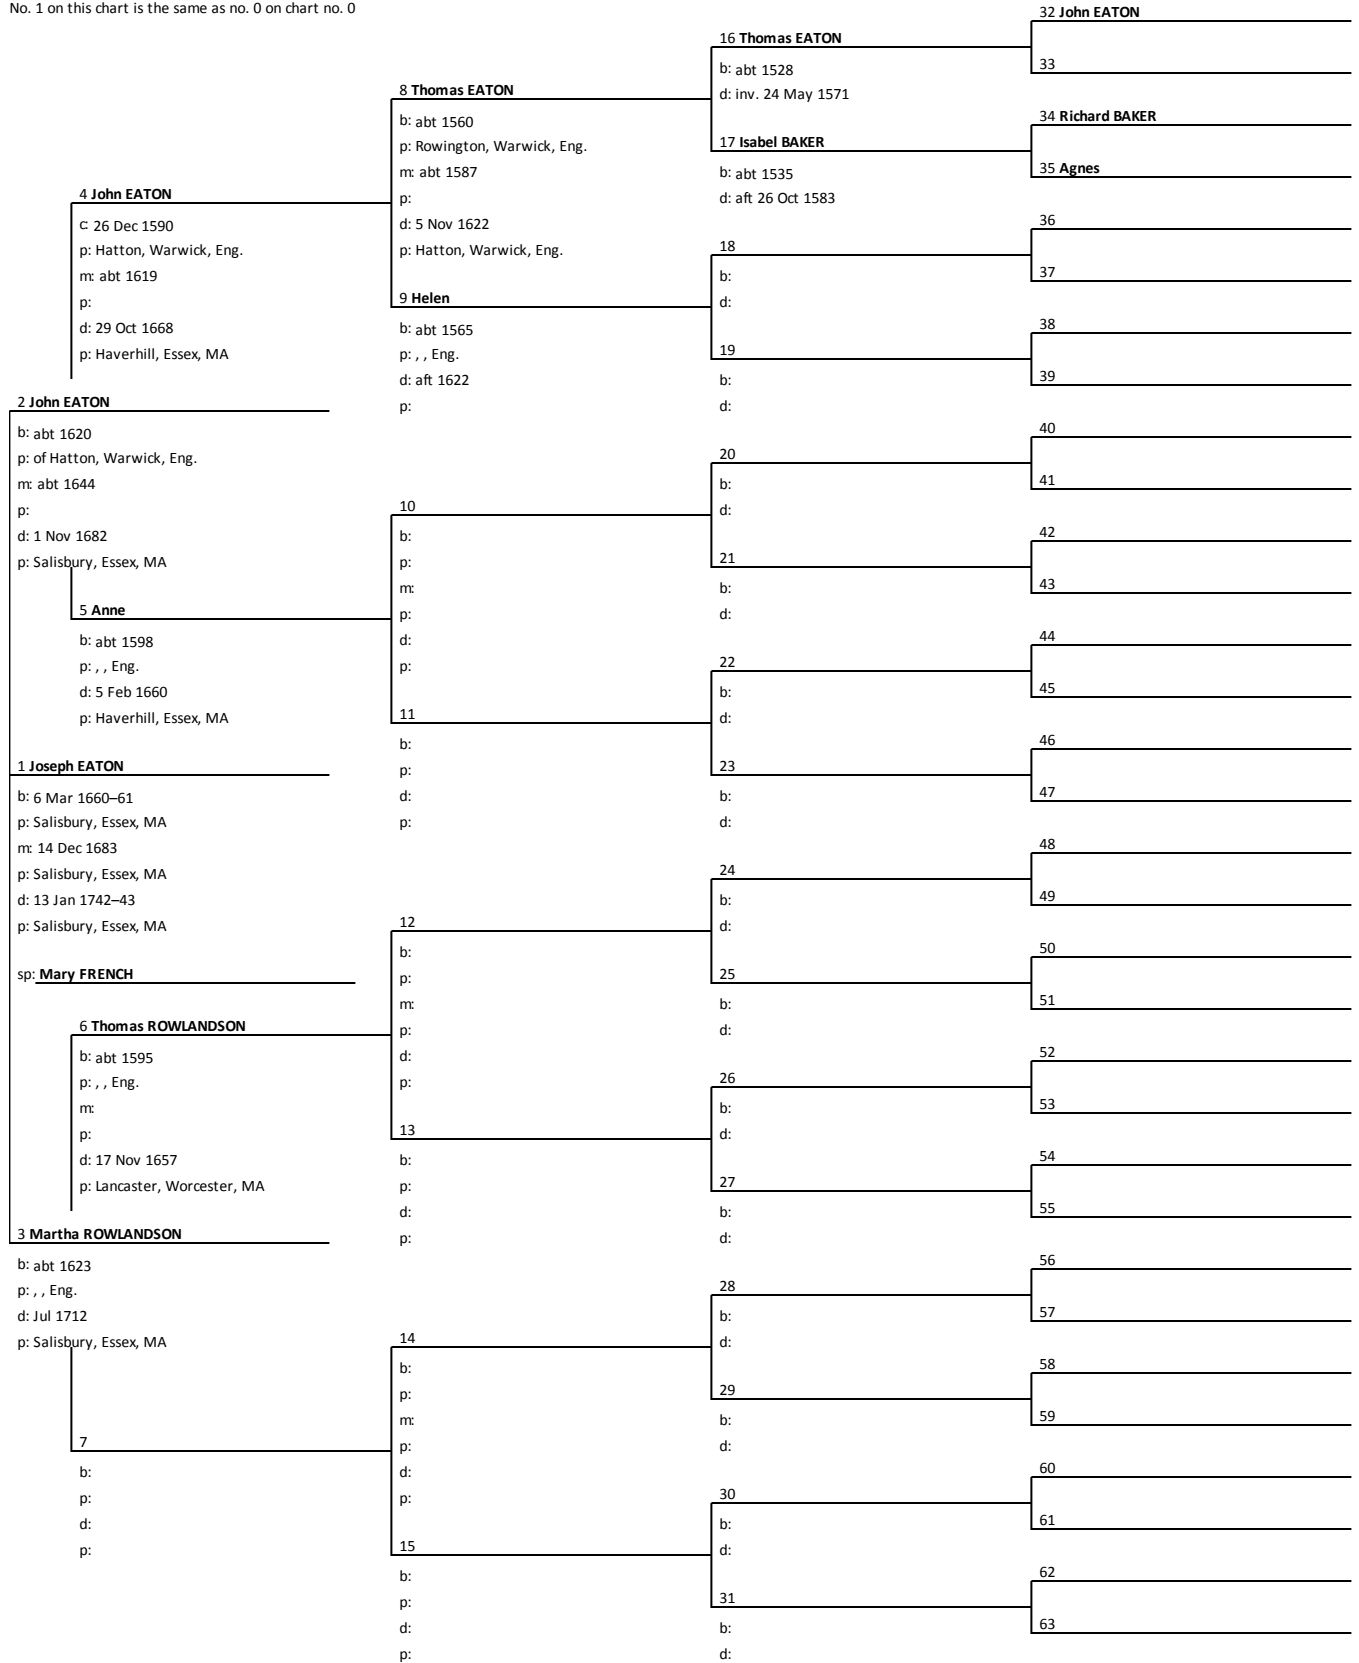 No. 1 on this chart is the same as no. 0 on chart no. 0
4 John EATON
c: 26 Dec 1590
p: Hatton, Warwick, Eng.
m: abt 1619
p:
d: 29 Oct 1668
p: Haverhill, Essex, MA
2 John EATON
b: abt 1620
p: of Hatton, Warwick, Eng.
m: abt 1644
p:
d: 1 Nov 1682
p: Salisbury, Essex, MA
5 Anne
b: abt 1598
p: , , Eng.
d: 5 Feb 1660
p: Haverhill, Essex, MA
1 Joseph EATON
b: 6 Mar 1660–61
p: Salisbury, Essex, MA
m: 14 Dec 1683
p: Salisbury, Essex, MA
d: 13 Jan 1742–43
p: Salisbury, Essex, MA
sp: Mary FRENCH
6 Thomas ROWLANDSON
b: abt 1595
p: , , Eng.
m:
p:
d: 17 Nov 1657
p: Lancaster, Worcester, MA
3 Martha ROWLANDSON
b: abt 1623
p: , , Eng.
d: Jul 1712
p: Salisbury, Essex, MA
7
b:
p:
d:
p:
8 Thomas EATON
b: abt 1560
p: Rowington, Warwick, Eng.
m: abt 1587
p:
d: 5 Nov 1622
p: Hatton, Warwick, Eng.
9 Helen
b: abt 1565
p: , , Eng.
d: aft 1622
p:
10
b:
p:
m:
p:
d:
p:
11
b:
p:
d:
p:
12
b:
p:
m:
p:
d:
p:
13
b:
p:
d:
p:
14
b:
p:
m:
p:
d:
p:
15
b:
p:
d:
p:
16 Thomas EATON
b: abt 1528
d: inv. 24 May 1571
17 Isabel BAKER
b: abt 1535
d: aft 26 Oct 1583
18
b:
d:
19
b:
d:
20
b:
d:
21
b:
d:
22
b:
d:
23
b:
d:
24
b:
d:
25
b:
d:
26
b:
d:
27
b:
d:
28
b:
d:
29
b:
d:
30
b:
d:
31
b:
d:
32 John EATON
33
34 Richard BAKER
35 Agnes
36
37
38
39
40
41
42
43
44
45
46
47
48
49
50
51
52
53
54
55
56
57
58
59
60
61
62
63